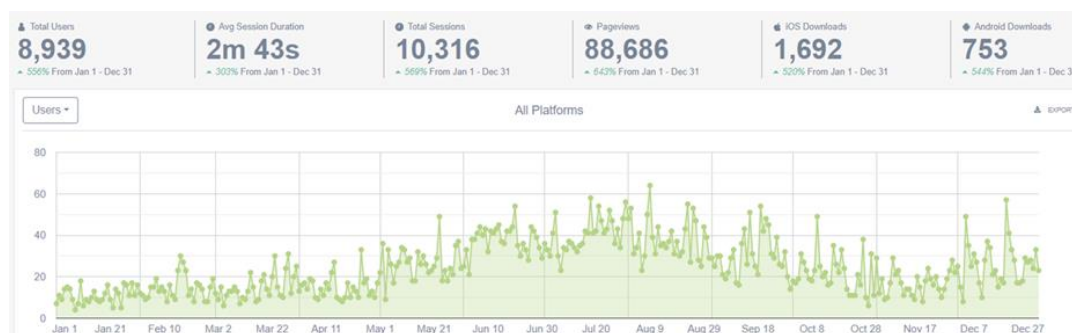 Total Users
8,939
556% From Jan 1 - Dec 31
Avg Session Duration
2m 43s
303% From Jan 1 - Dec 31
Total Sessions
10,316
569% From Jan 1 - Dec 31
Pageviews
88,686
643% From Jan 1 - Dec 31
iOS Downloads
1,692
520% From Jan 1 - Dec 31
Android Downloads
753
544% From Jan 1 - Dec 3
Users
All Platforms
EXPORT
80
60
40
20
0
Jan 1 Jan 21 Feb 10 Mar 2 Mar 22 Apr 11 May 1 May 21 Jun 10 Jun 30 Jul 20 Aug 9 Aug 29 Sep 18 Oct 8 Oct 28 Nov 17 Dec 7 Dec 27